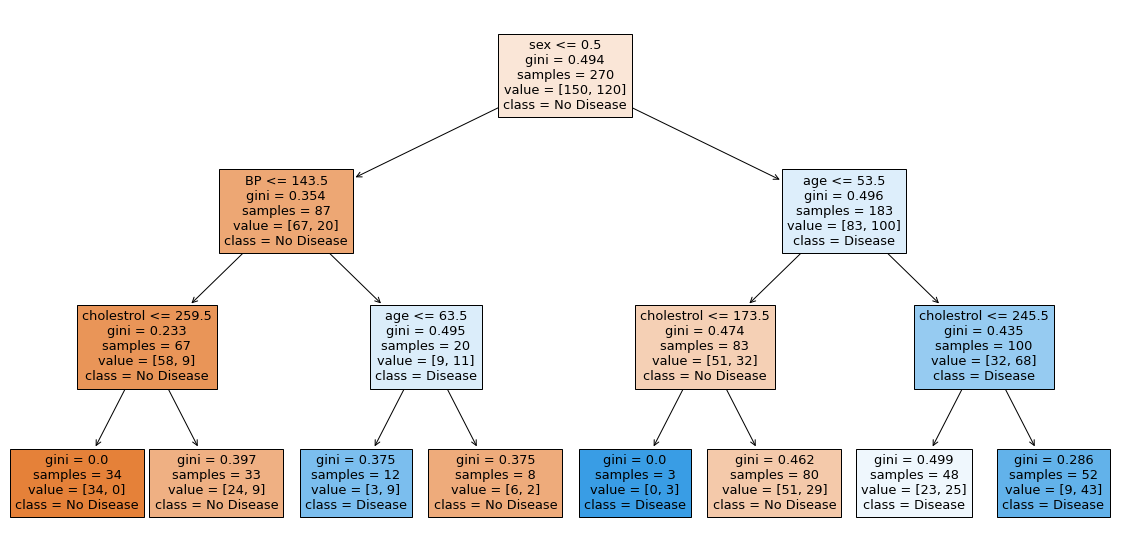 sex <= 0.5
gini = 0.494
samples = 270
value = [150, 120]
class = No Disease
BP <= 143.5
gini = 0.354
samples = 87
value = [67, 20]
class = No Disease
age <= 53.5
gini = 0.496
samples = 183
value = [83, 100]
class = Disease
cholestrol <= 259.5
gini = 0.233
samples = 67
value = [58, 9]
class = No Disease
age <= 63.5
gini = 0.495
samples = 20
value = [9, 11]
class = Disease
cholestrol <= 173.5
gini = 0.474
samples = 83
value = [51, 32]
class = No Disease
cholestrol <= 245.5
gini = 0.435
samples = 100
value = [32, 68]
class = Disease
gini = 0.0
samples = 34
value = [34, 0]
class = No Disease
gini = 0.397
samples = 33
value = [24, 9]
class = No Disease
gini = 0.375
samples = 12
value = [3, 9]
class = Disease
gini = 0.375
samples = 8
value = [6, 2]
class = No Disease
gini = 0.0
samples = 3
value = [0, 3]
class = Disease
gini = 0.462
samples = 80
value = [51, 29]
class = No Disease
gini = 0.499
samples = 48
value = [23, 25]
class = Disease
gini = 0.286
samples = 52
value = [9, 43]
class = Disease